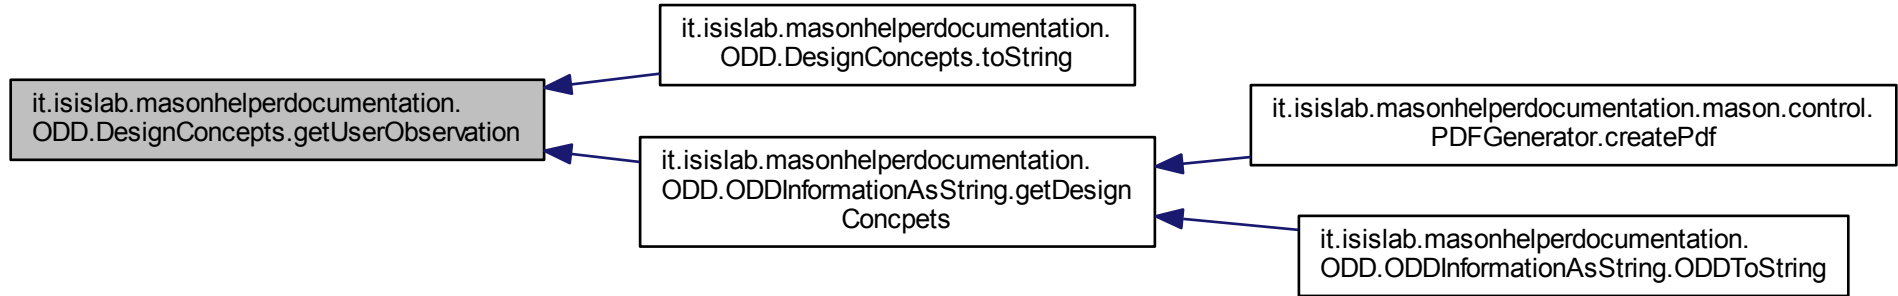 it.isislab.masonhelperdocumentation.
ODD.DesignConcepts.getUserObservation
it.isislab.masonhelperdocumentation.
ODD.DesignConcepts.toString
it.isislab.masonhelperdocumentation.
ODD.ODDInformationAsString.getDesign
Concpets
it.isislab.masonhelperdocumentation.mason.control.
PDFGenerator.createPdf
it.isislab.masonhelperdocumentation.
ODD.ODDInformationAsString.ODDToString